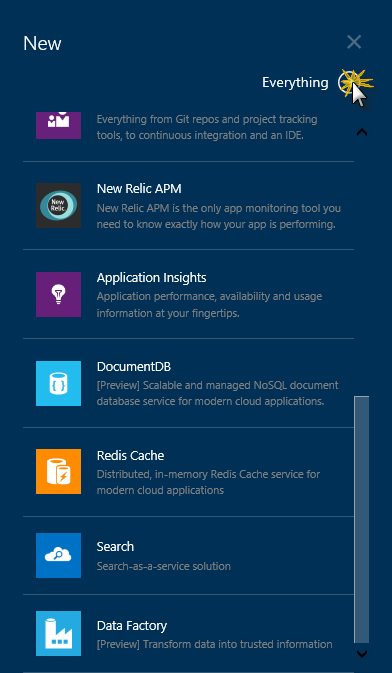 New
Everything
Everything from Git repos and project tracking
tools, to continuous integration and an IDE.
New Relic APM
New
Relic
New Relic APM is the only app monitoring tool you
need to know exactly how your app is performing.
Application Insights
Application performance, availability and usage
information at your fingertips.
DocumentDB
[Preview] Scalable and managed NoSQL document
database service for modern cloud applications.
Redis Cache
Distributed, in-memory Redis Cache service for
modern cloud applications
Search
Search-as-a-service solution
Data Factory
[Preview] Transform data into trusted information